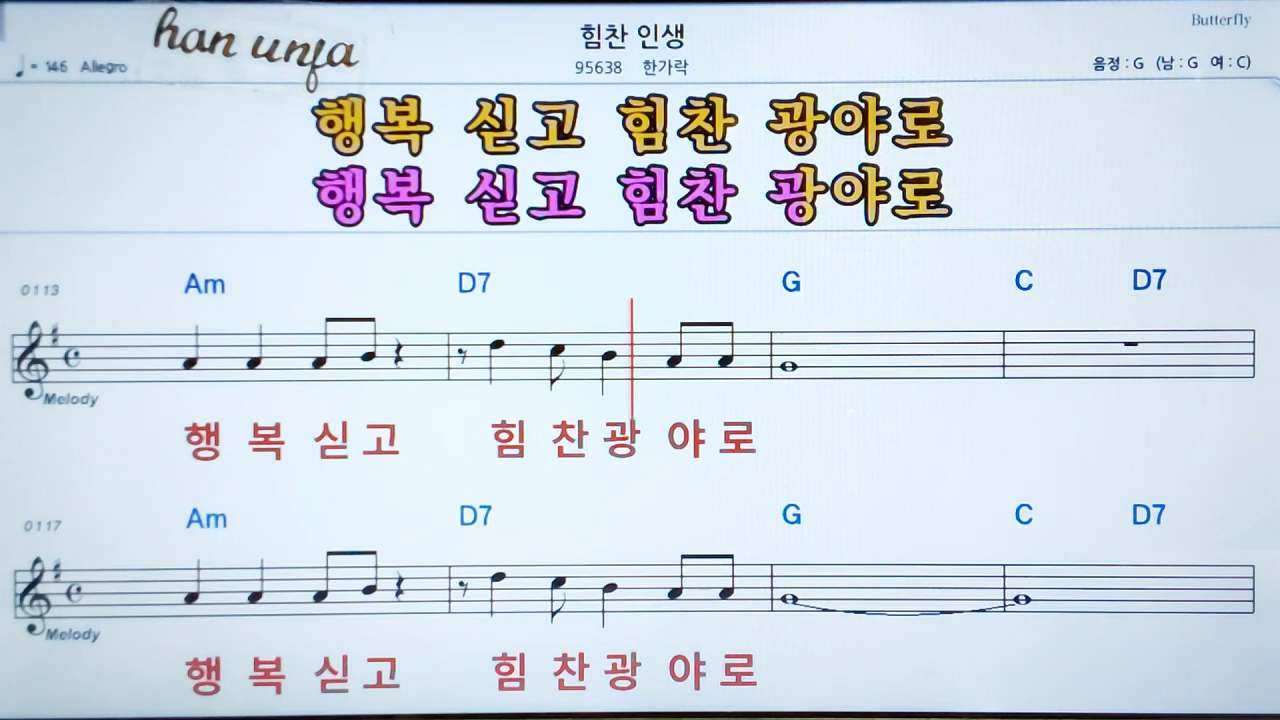 han unfa
힘찬 인생
Butterfly
♩= 146 Allegro
95638 한가락
음정 : G (남 : G 여 : C)
행복 싣고 힘찬 광야로
행복 싣고 힘찬 광야로
0113
Am D7 G C D7
Melody
행 복 싣 고 힘 찬 광 야 로
0117
Am D7 G C D7
Melody
행 복 싣 고 힘 찬 광 야 로